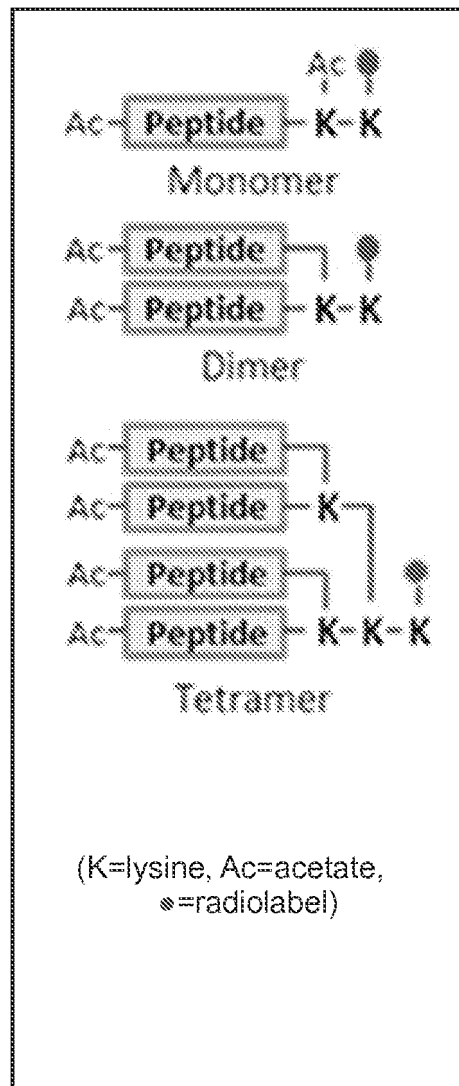 Ac
Ac-Peptide-K-K
Monomer
Ac-Peptide
Ac-Peptide-K-K
Dimer
Ac-Peptide
Ac-Peptide-K
Ac-Peptide
Ac-Peptide-K-K-K
Tetramer
(K=lysine, Ac=acetate,
●=radiolabel)